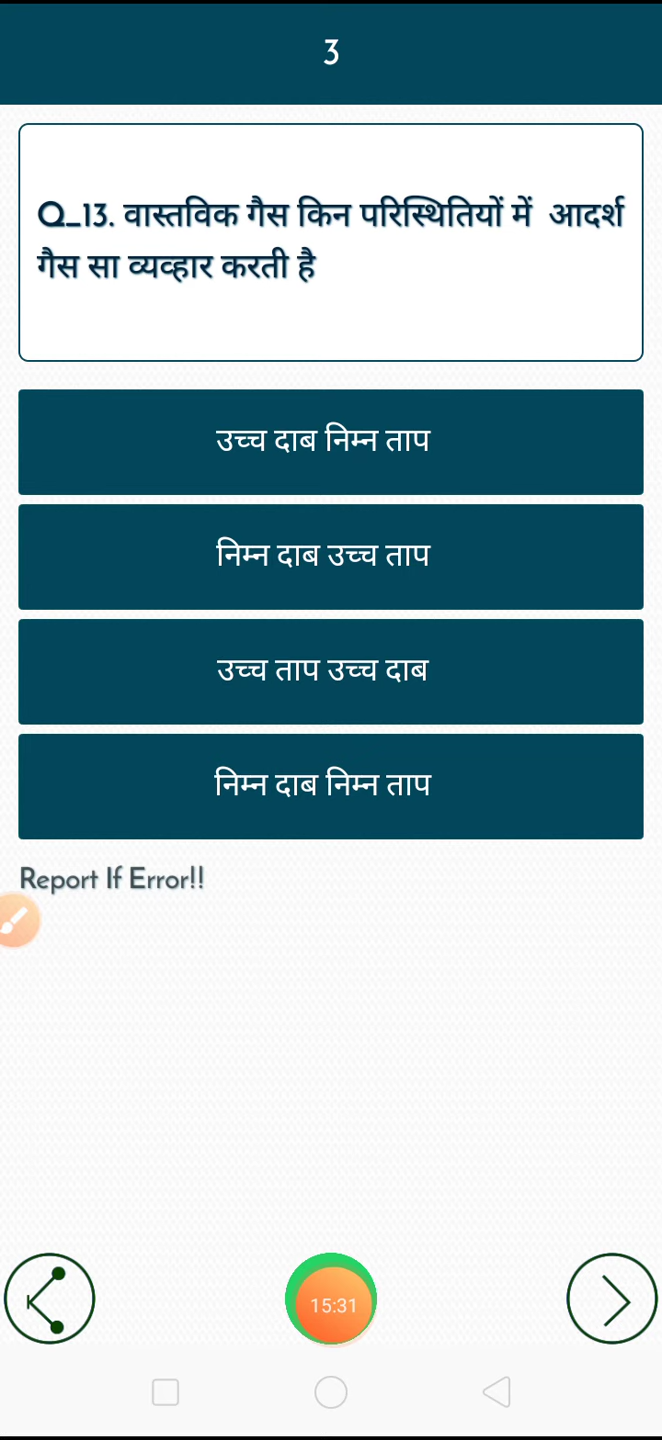 3
Q_13. वास्तविक गैस किन परिस्थितियों में आदर्श
गैस सा व्यव्हार करती है
उच्च दाब निम्न ताप
निम्न दाब उच्च ताप
उच्च ताप उच्च दाब
निम्न दाब निम्न ताप
Report If Error!!
15:31